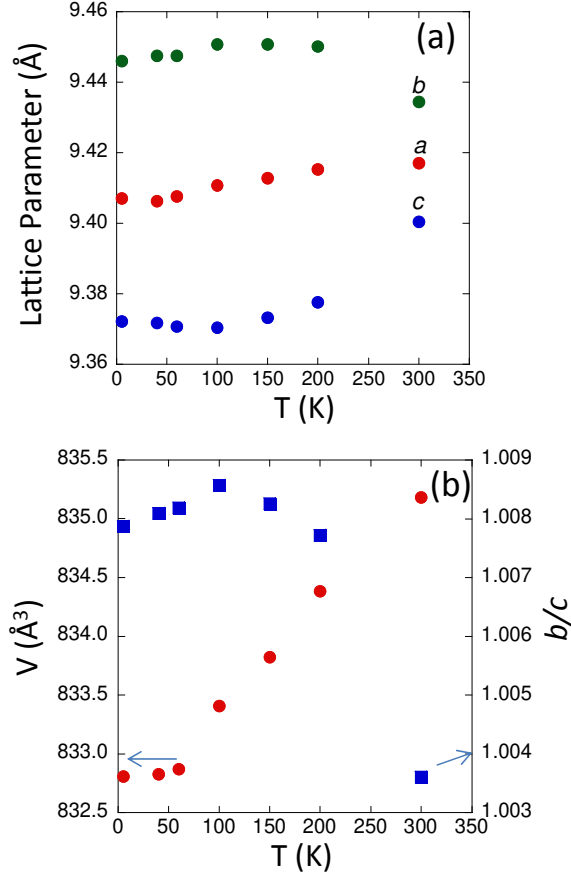 9.46
(a)
9.44
b
9.42
a
c
9.40
9.38
9.36
0 50 100 150 200 250 300 350
T (K)
Lattice Parameter (Å)
835.5 1.009
(b)
835.0 1.008
834.5 1.007
834.0 1.006
833.5 1.005
833.0 1.004
832.5 1.003
0 50 100 150 200 250 300 350
T (K)
V (Å³)
b/c